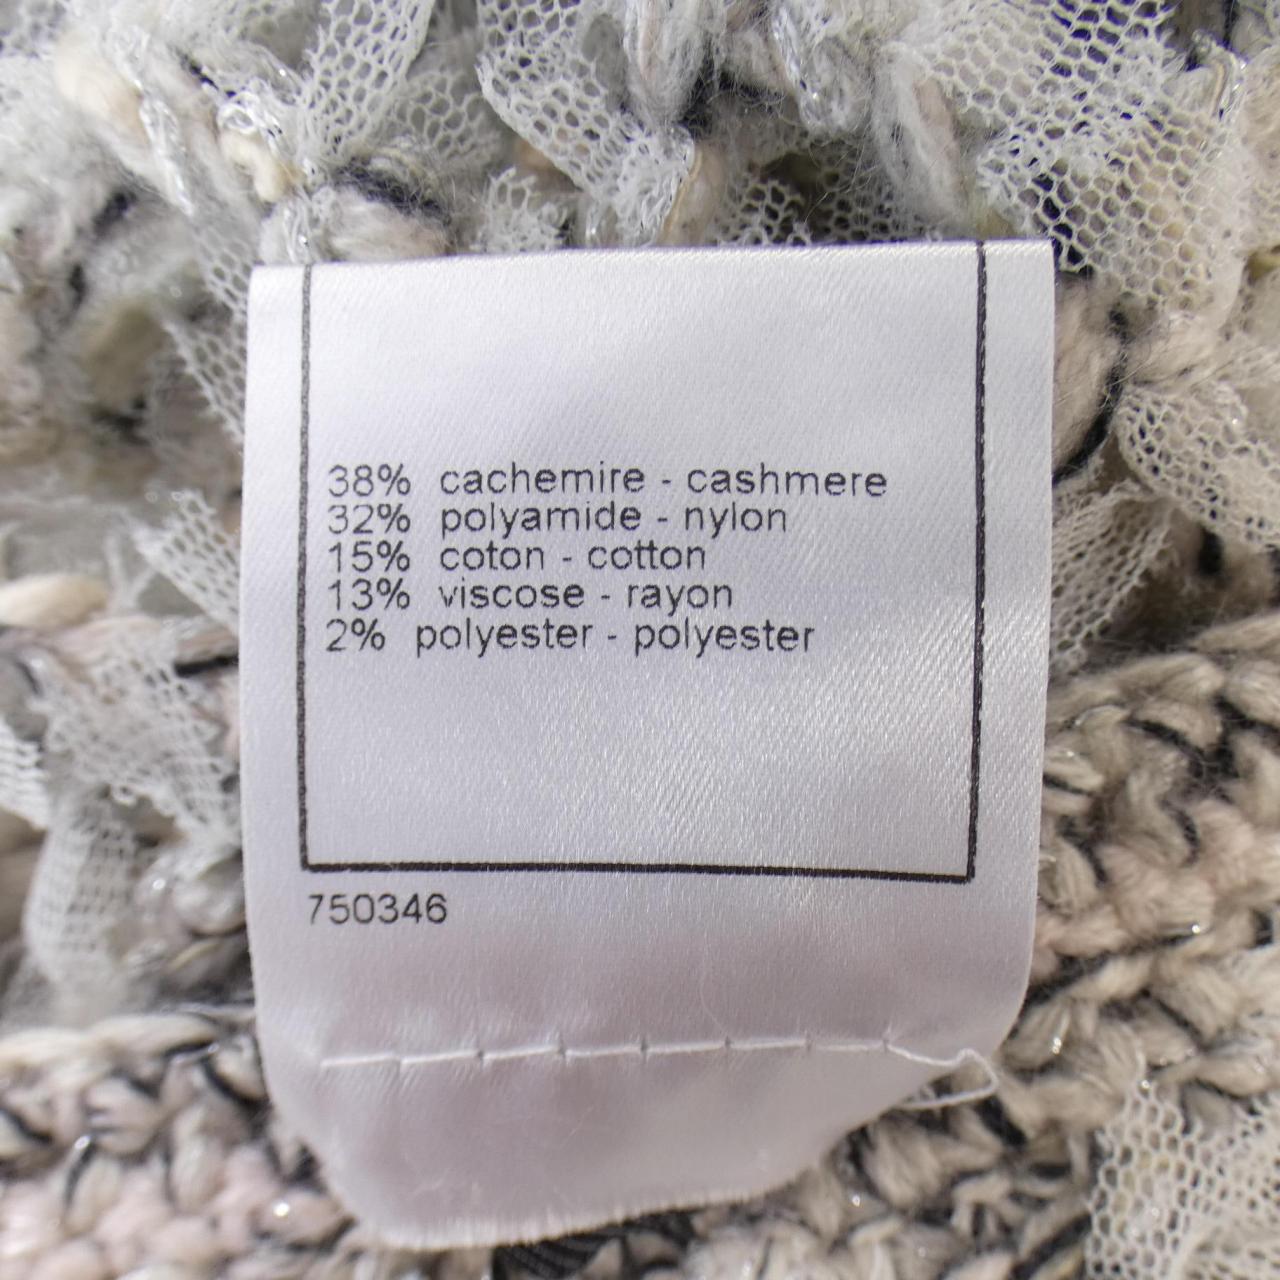 38% cachemire - cashmere
32% polyamide - nylon
15% coton - cotton
13% viscose - rayon
2% polyester - polyester
750346